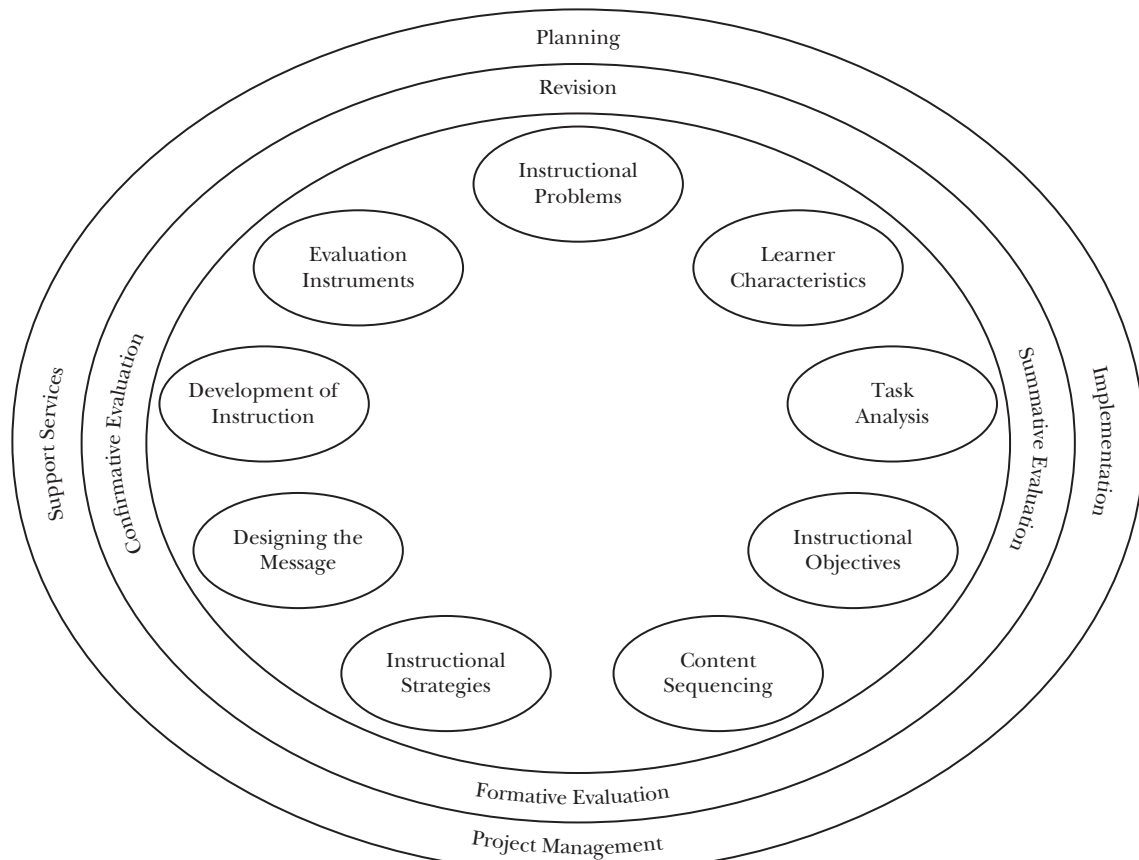 Planning
Revision
Instructional
Problems
Evaluation
Instruments
Learner
Characteristics
Development of
Instruction
Task
Analysis
Support Services
Confirmative Evaluation
Summative Evaluation
Implementation
Designing the
Message
Instructional
Objectives
Instructional
Strategies
Content
Sequencing
Formative Evaluation
Project Management